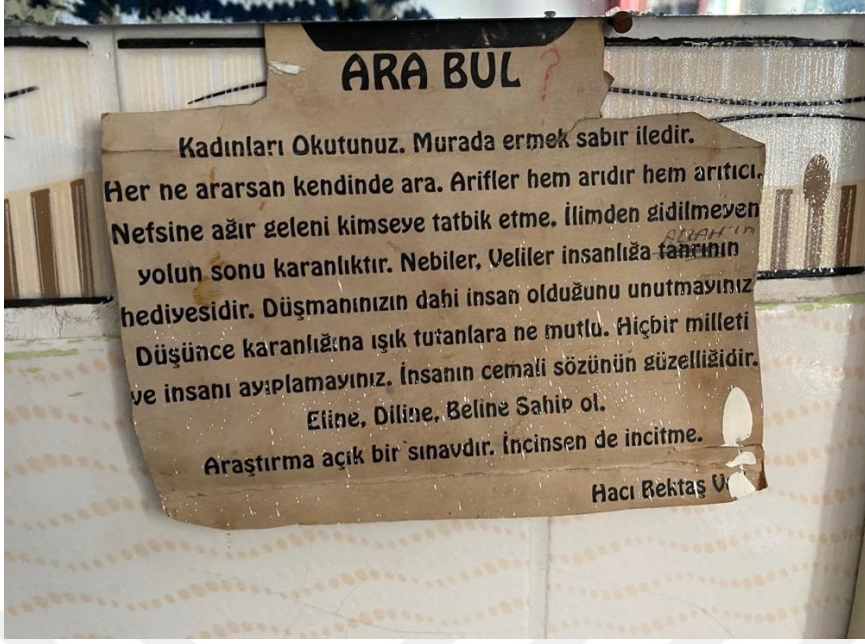 ARA BUL ?
Kadınları Okutunuz. Murada ermek sabır iledir.
Her ne ararsan kendinde ara. Arifler hem arıdır hem arıtıcı.
Nefsine ağır geleni kimseye tatbik etme. İlimden gidilmeyen
ALLAH'ın
yolun sonu karanlıktır. Nebiler, Veliler insanlığa tanrının
hediyesidir. Düşmanınızın dahi insan olduğunu unutmayınız
Düşünce karanlığına ışık tutanlara ne mutlu. Hiçbir milleti
ve insanı ayıplamayınız. İnsanın cemali sözünün güzelliğidir.
Eline, Diline, Beline Sahip ol.
Araştırma açık bir sınavdır. İncinsen de incitme.
Hacı Bektaş